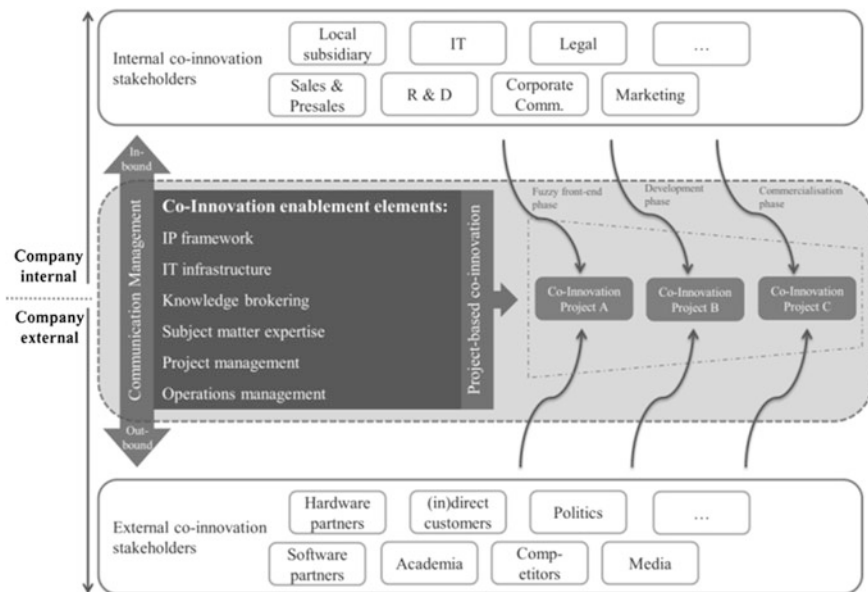 Internal co-innovation
stakeholders
Local
subsidiary
IT
Legal
...
Sales &
Presales
R & D
Corporate
Comm.
Marketing
In-
bound
Communication Management
Out-
bound
Company
internal
Company
external
Co-Innovation enablement elements:
IP framework
IT infrastructure
Knowledge brokering
Subject matter expertise
Project management
Operations management
Project-based co-innovation
Fuzzy front-end
phase
Development
phase
Commercialisation
phase
Co-Innovation
Project A
Co-Innovation
Project B
Co-Innovation
Project C
External co-innovation
stakeholders
Hardware
partners
(in)direct
customers
Politics
...
Software
partners
Academia
Comp-
etitors
Media